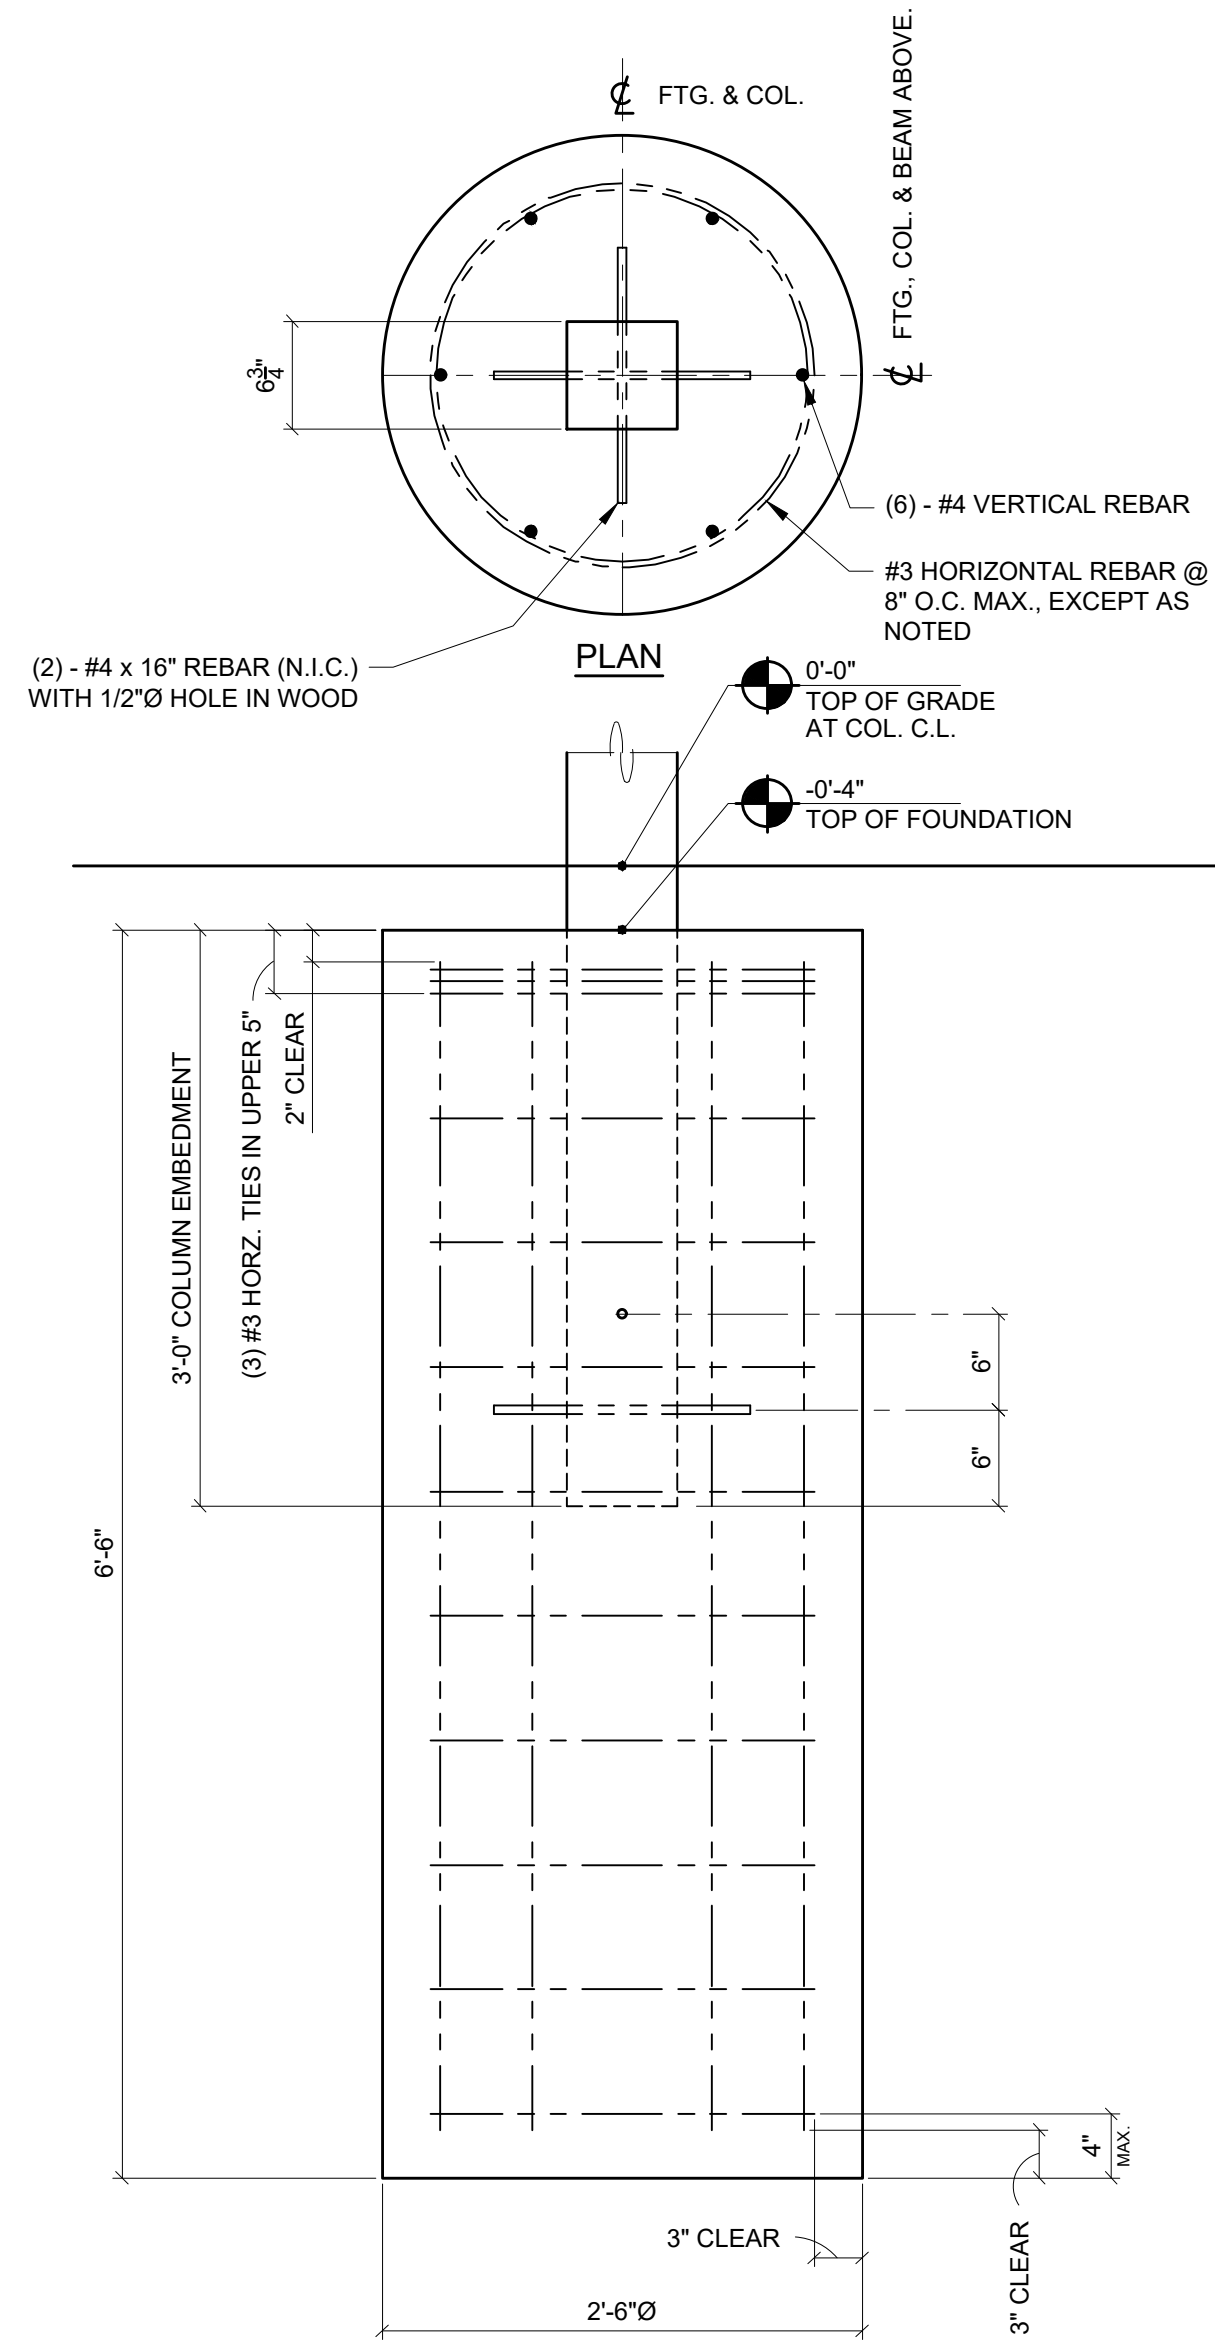 ℄ FTG. & COL.
℄ FTG., COL. & BEAM ABOVE.
6 3/4"
(6) - #4 VERTICAL REBAR
#3 HORIZONTAL REBAR @
8" O.C. MAX., EXCEPT AS
NOTED
(2) - #4 x 16" REBAR (N.I.C.)
WITH 1/2"Ø HOLE IN WOOD
PLAN
0'-0"
TOP OF GRADE
AT COL. C.L.
-0'-4"
TOP OF FOUNDATION
6'-6"
3'-0" COLUMN EMBEDMENT
(3) #3 HORZ. TIES IN UPPER 5"
2" CLEAR
6"
6"
4"
MAX.
3" CLEAR
3" CLEAR
2'-6"Ø